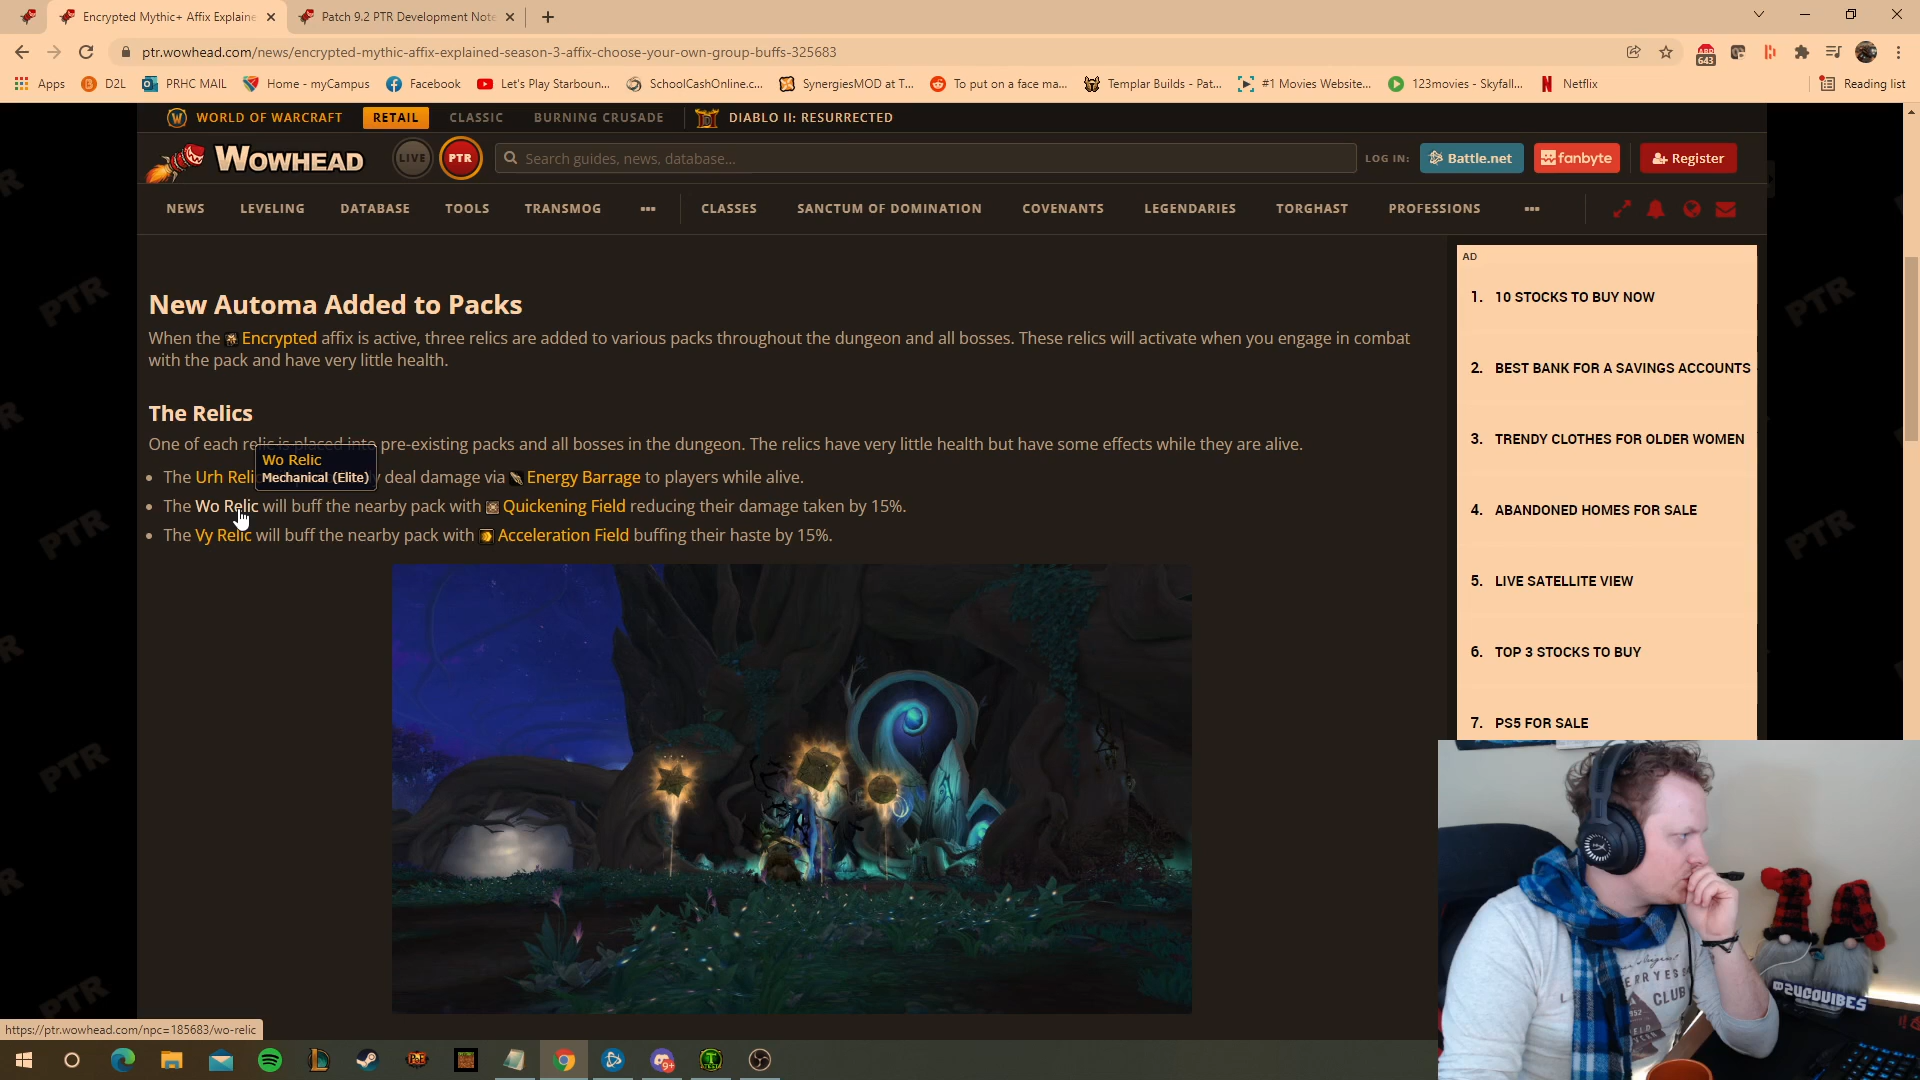 Encrypted Mythic+ Affix Explaine
Patch 9.2 PTR Development Note
ptr.wowhead.com/news/encrypted-mythic-affix-explained-season-3-affix-choose-your-own-group-buffs-325683
643
Apps
D2L
PRHC MAIL
Home - myCampus
Facebook
Let's Play Starboun...
SchoolCashOnline.c...
SynergiesMOD at T...
To put on a face ma...
Templar Builds - Pat...
#1 Movies Website...
123movies - Skyfall...
Netflix
Reading list
WORLD OF WARCRAFT
RETAIL
CLASSIC
BURNING CRUSADE
DIABLO II: RESURRECTED
WOWHEAD
LIVE
PTR
Search guides, news, database...
LOG IN:
Battle.net
fanbyte
Register
NEWS
LEVELING
DATABASE
TOOLS
TRANSMOG
CLASSES
SANCTUM OF DOMINATION
COVENANTS
LEGENDARIES
TORGHAST
PROFESSIONS
New Automa Added to Packs
When the Encrypted affix is active, three relics are added to various packs throughout the dungeon and all bosses. These relics will activate when you engage in combat
with the pack and have very little health.
The Relics
One of each relic is placed into pre-existing packs and all bosses in the dungeon. The relics have very little health but have some effects while they are alive.
Wo Relic
Mechanical (Elite)
The Urh Reli deal damage via Energy Barrage to players while alive.
The Wo Relic will buff the nearby pack with Quickening Field reducing their damage taken by 15%.
The Vy Relic will buff the nearby pack with Acceleration Field buffing their haste by 15%.
AD
1. 10 STOCKS TO BUY NOW
2. BEST BANK FOR A SAVINGS ACCOUNTS
3. TRENDY CLOTHES FOR OLDER WOMEN
4. ABANDONED HOMES FOR SALE
5. LIVE SATELLITE VIEW
6. TOP 3 STOCKS TO BUY
7. PS5 FOR SALE
PTR
PTR
PTR
PTR
PTR
PTR
CLUB
https://ptr.wowhead.com/npc=185683/wo-relic
9+